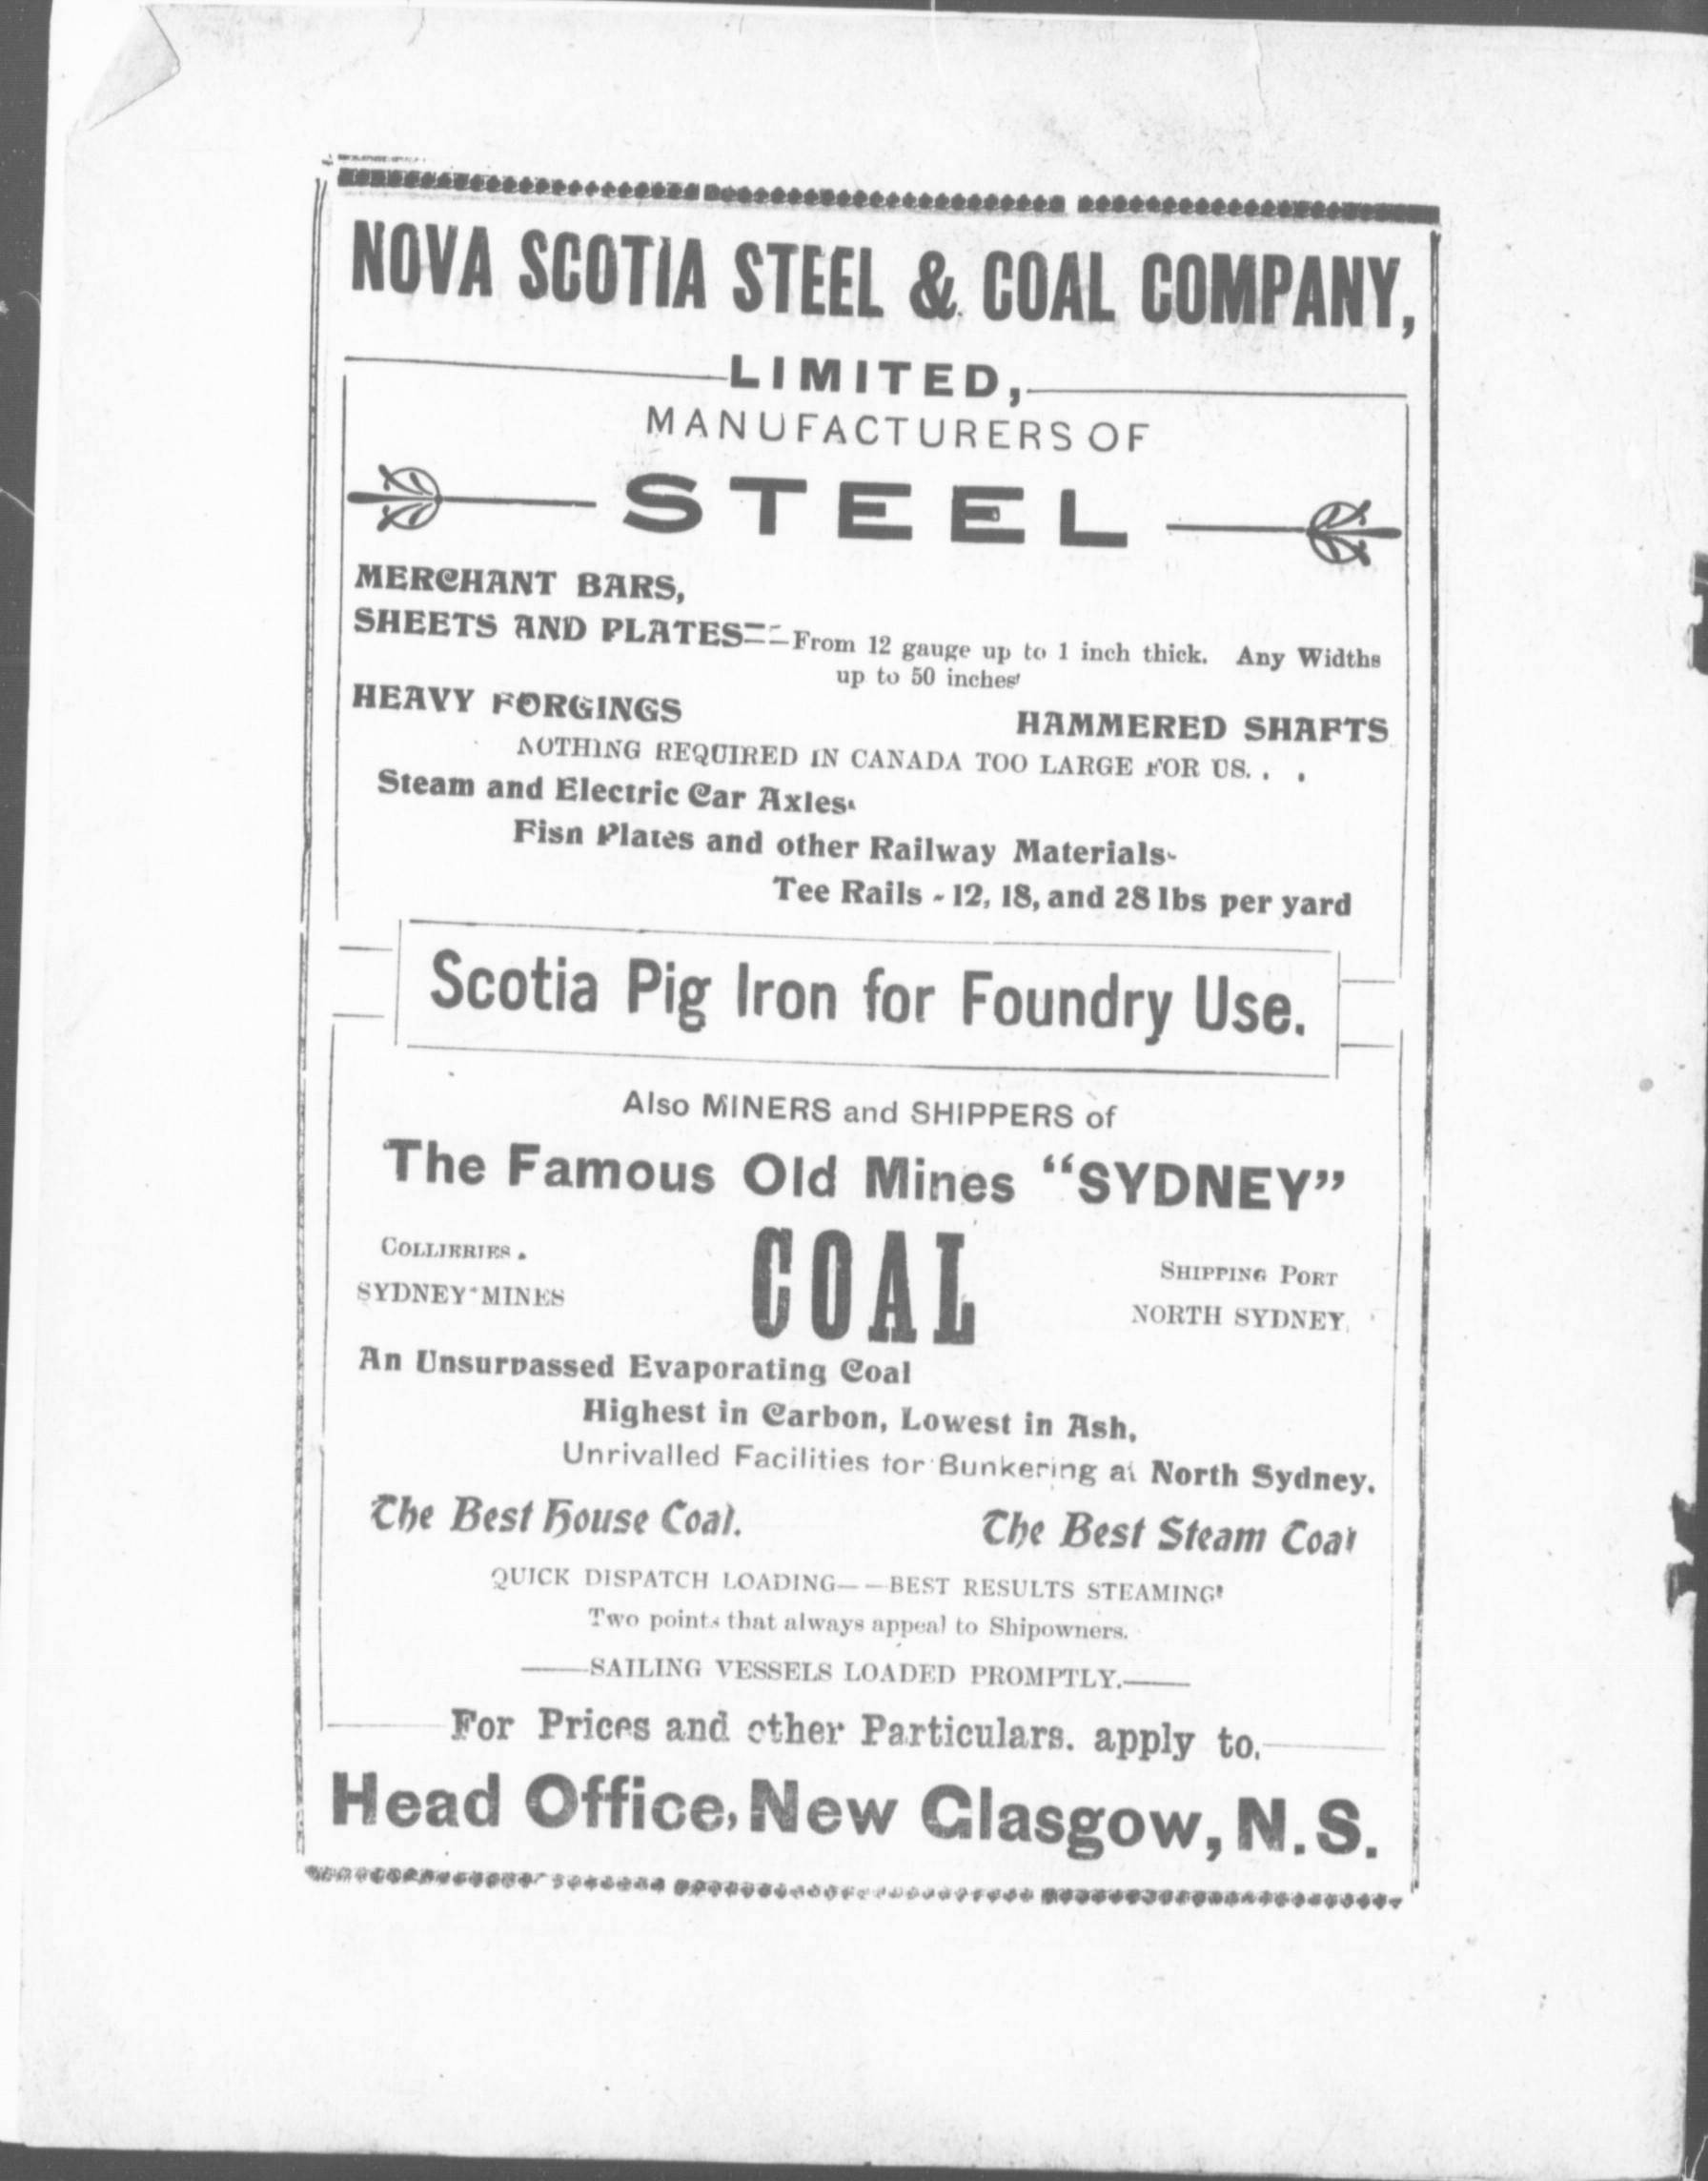 NOVA SCOTIA STEEL & COAL COMPANY,
LIMITED,
MANUFACTURERS OF
STEEL
MERCHANT BARS,
SHEETS AND PLATES—From 12 gauge up to 1 inch thick. Any Widths
up to 50 inches
HEAVY FORGINGS HAMMERED SHAFTS
NOTHING REQUIRED IN CANADA TOO LARGE FOR US. . .
Steam and Electric Car Axles.
Fish Plates and other Railway Materials-
Tee Rails - 12, 18, and 28 lbs per yard
Scotia Pig Iron for Foundry Use.
Also MINERS and SHIPPERS of
The Famous Old Mines "SYDNEY"
COAL
COLLIERIES.
SYDNEY MINES
SHIPPING PORT
NORTH SYDNEY
An Unsurpassed Evaporating Coal
Highest in Carbon, Lowest in Ash,
Unrivalled Facilities for Bunkering at North Sydney.
The Best House Coal. The Best Steam Coal
QUICK DISPATCH LOADING— —BEST RESULTS STEAMING
Two points that always appeal to Shipowners.
SAILING VESSELS LOADED PROMPTLY.
For Prices and other Particulars. apply to,
Head Office, New Glasgow, N.S.